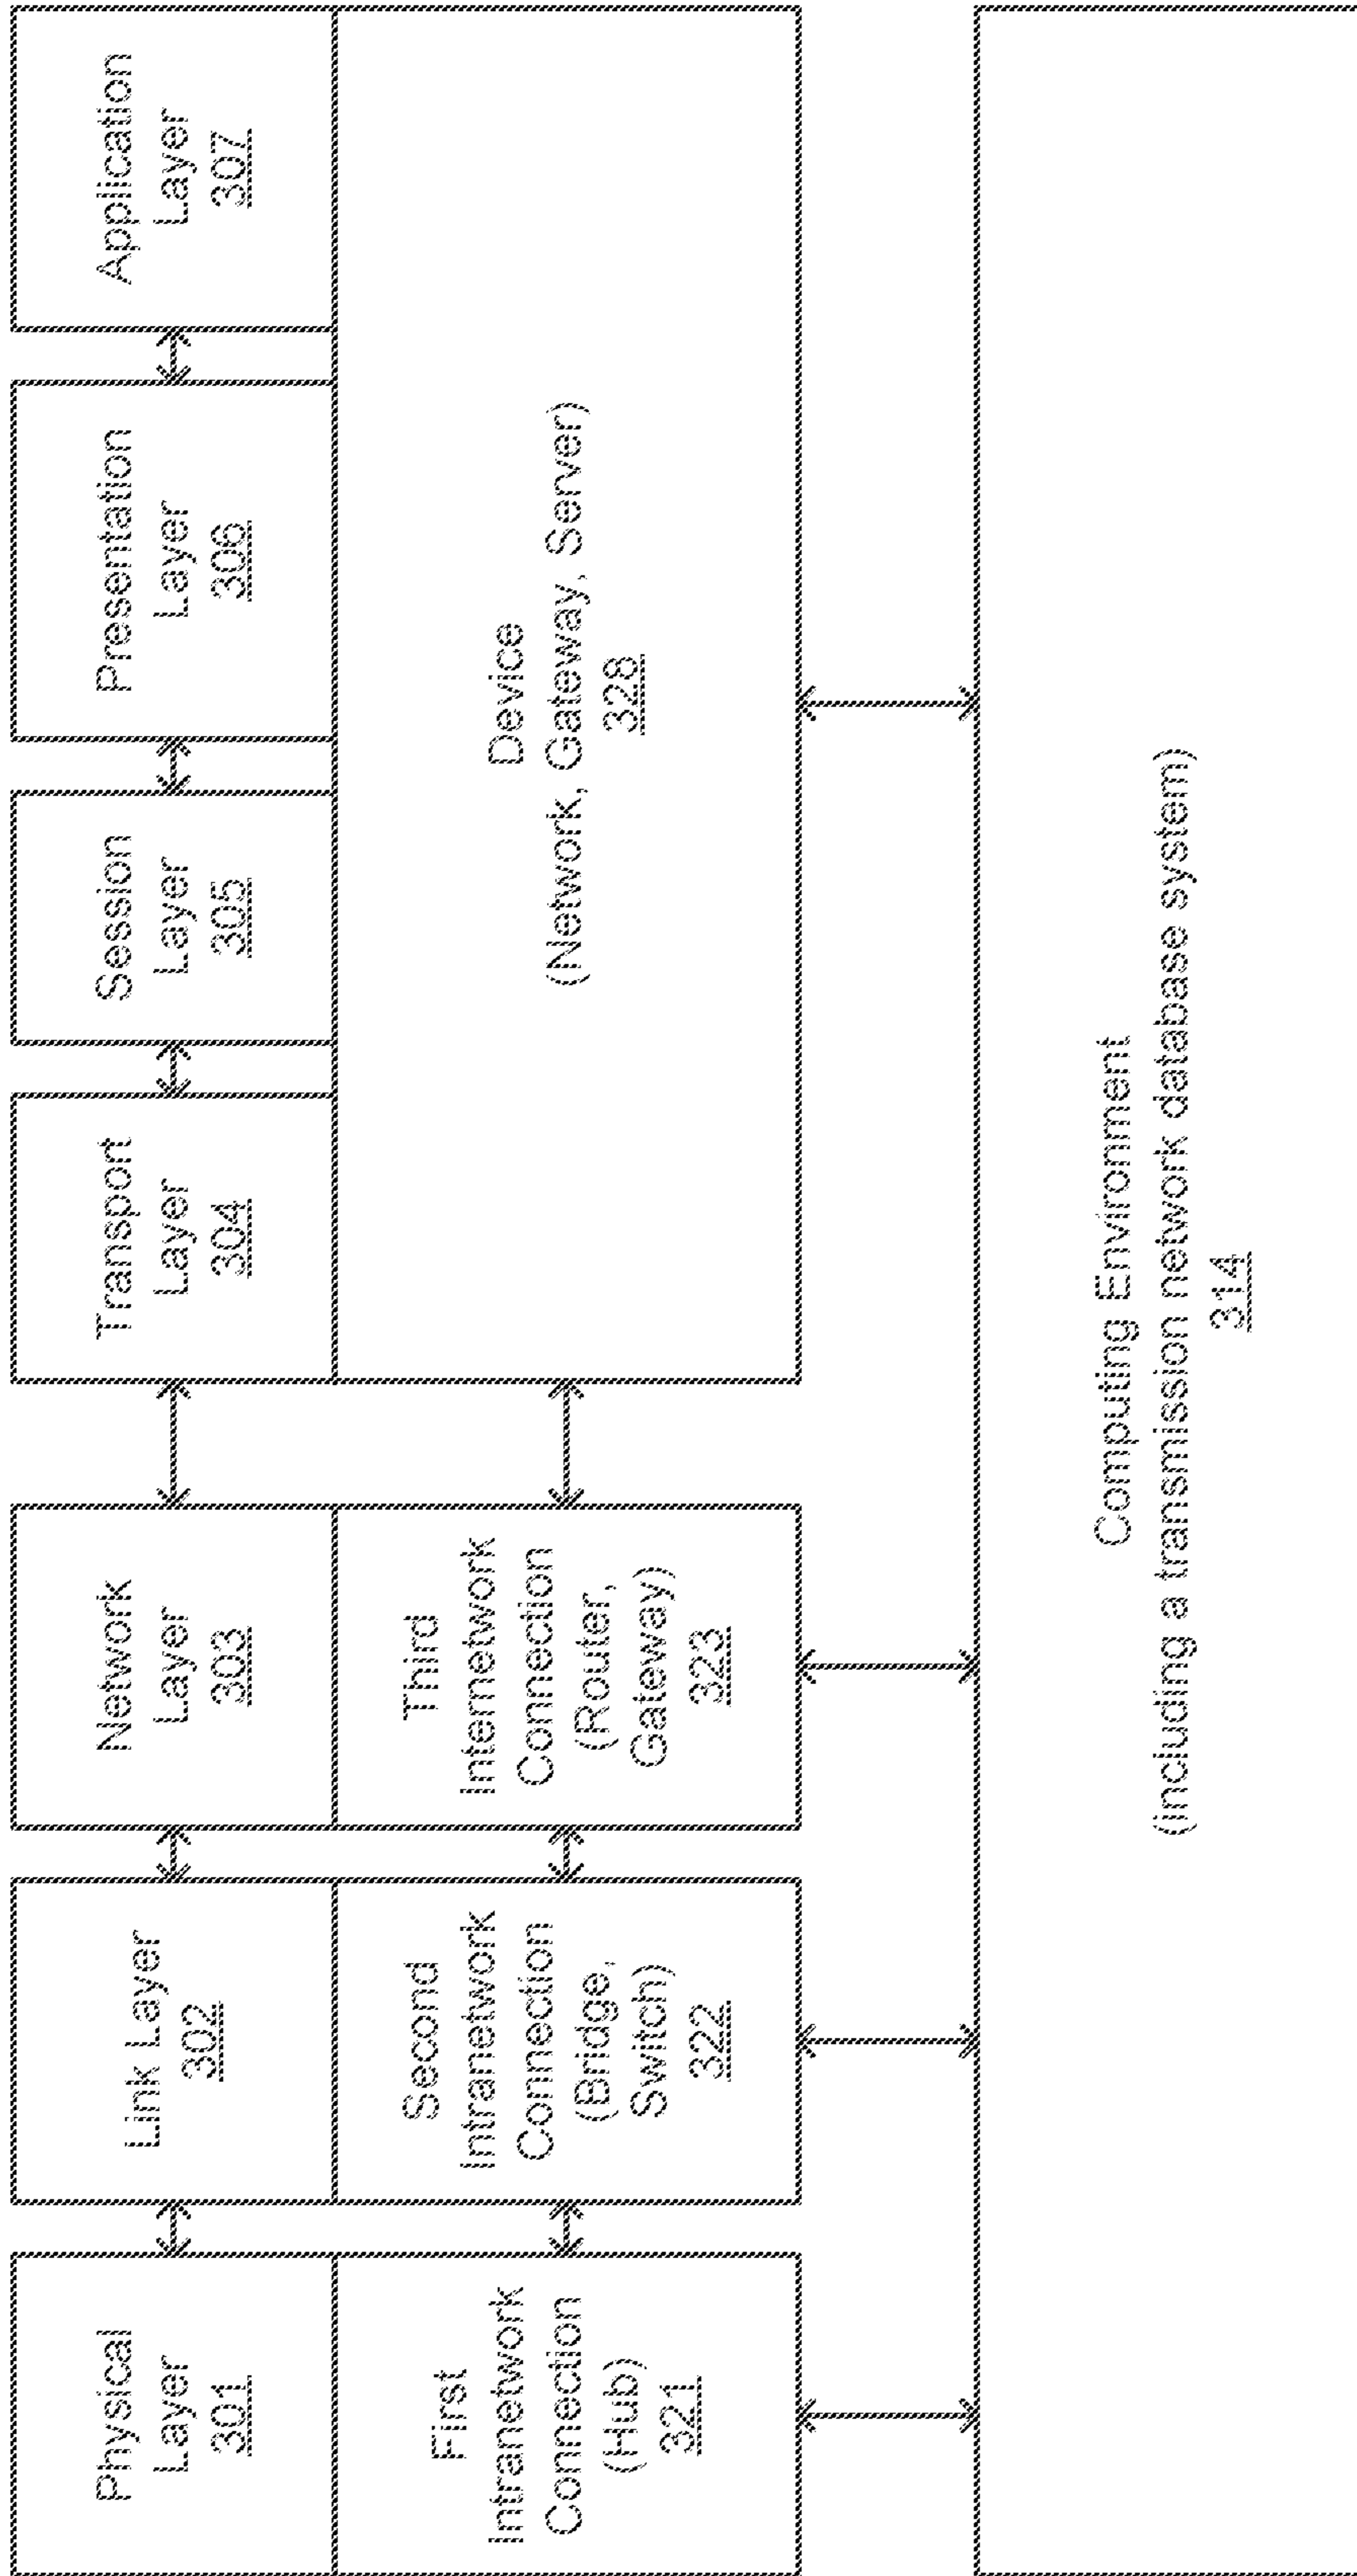 Physical
Layer
301
Link Layer
302
Network
Layer
303
Transport
Layer
304
Session
Layer
305
Presentation
Layer
306
Application
Layer
307
First
Intranetwork
Connection
(Hub)
321
Second
Intranetwork
Connection
(Bridge,
Switch)
322
Third
Internetwork
Connection
(Router,
Gateway)
323
Device
(Network, Gateway, Server)
328
Computing Environment
(including a transmission network database system)
314